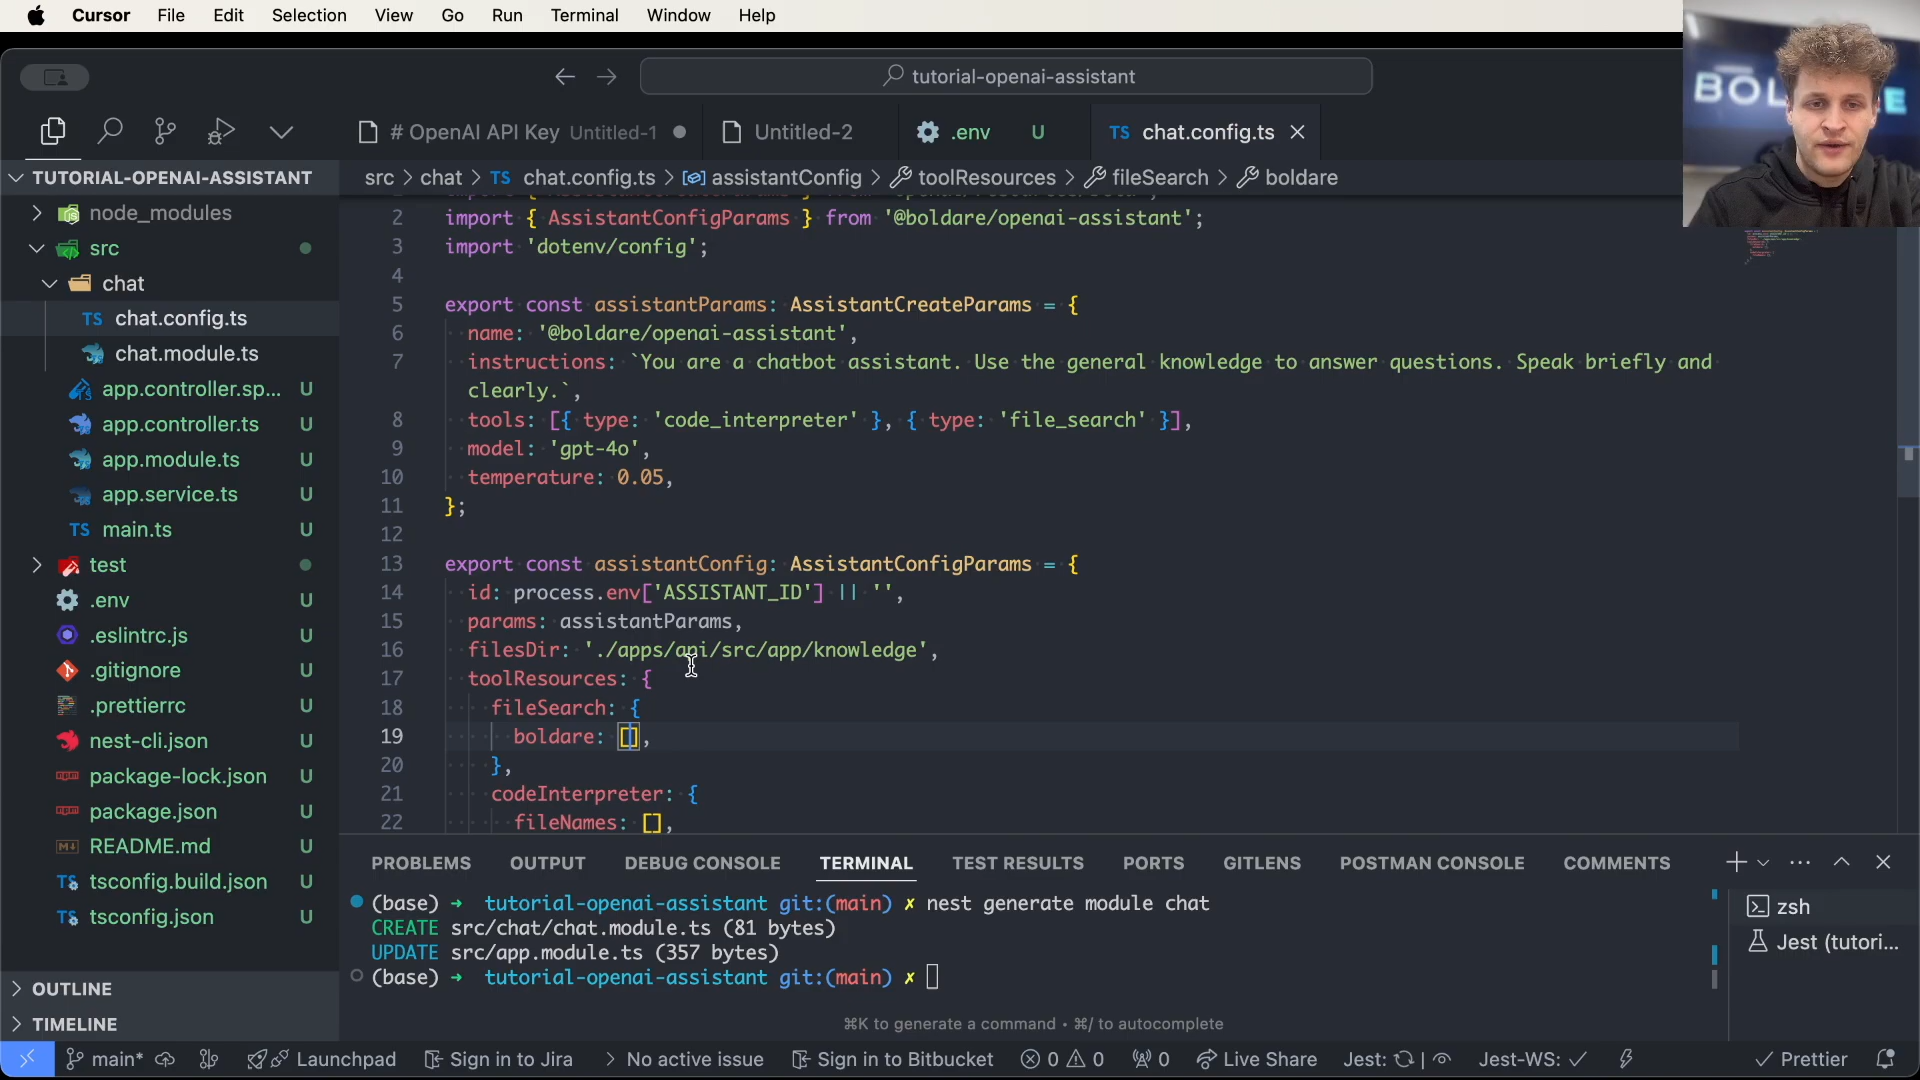 Cursor File Edit Selection View Go Run Terminal Window Help
tutorial-openai-assistant
# OpenAI API Key Untitled-1
Untitled-2
.env U
TS chat.config.ts
src > chat > TS chat.config.ts > assistantConfig > toolResources > fileSearch > boldare
TUTORIAL-OPENAI-ASSISTANT
node_modules
src
chat
TS chat.config.ts
chat.module.ts
app.controller.sp... U
app.controller.ts U
app.module.ts U
app.service.ts U
TS main.ts U
test
.env U
.eslintrc.js U
.gitignore U
.prettierrc U
nest-cli.json U
package-lock.json U
package.json U
README.md U
TS tsconfig.build.json U
TS tsconfig.json U
OUTLINE
TIMELINE
2 import { AssistantConfigParams } from '@boldare/openai-assistant';
3 import 'dotenv/config';
4
5 export const assistantParams: AssistantCreateParams = {
6 name: '@boldare/openai-assistant',
7 instructions: `You are a chatbot assistant. Use the general knowledge to answer questions. Speak briefly and
clearly.`,
8 tools: [{ type: 'code_interpreter' }, { type: 'file_search' }],
9 model: 'gpt-4o',
10 temperature: 0.05,
11 };
12
13 export const assistantConfig: AssistantConfigParams = {
14 id: process.env['ASSISTANT_ID'] || '',
15 params: assistantParams,
16 filesDir: './apps/api/src/app/knowledge',
17 toolResources: {
18 fileSearch: {
19 boldare: [],
20 },
21 codeInterpreter: {
22 fileNames: [],
PROBLEMS OUTPUT DEBUG CONSOLE TERMINAL TEST RESULTS PORTS GITLENS POSTMAN CONSOLE COMMENTS
(base) ➜ tutorial-openai-assistant git:(main) ✗ nest generate module chat
CREATE src/chat/chat.module.ts (81 bytes)
UPDATE src/app.module.ts (357 bytes)
(base) ➜ tutorial-openai-assistant git:(main) ✗
zsh
Jest (tutori...
⌘K to generate a command • ⌘/ to autocomplete
main* Launchpad Sign in to Jira > No active issue Sign in to Bitbucket 0 0 0 Live Share Jest: | Jest-WS: ✓ ✓ Prettier